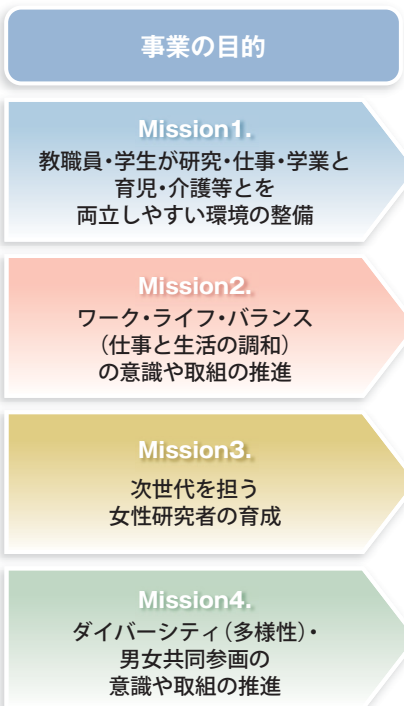 事業の目的
Mission1.
教職員・学生が研究・仕事・学業と
育児・介護等とを
両立しやすい環境の整備
Mission2.
ワーク・ライフ・バランス
(仕事と生活の調和)
の意識や取組の推進
Mission3.
次世代を担う
女性研究者の育成
Mission4.
ダイバーシティ(多様性)・
男女共同参画の
意識や取組の推進